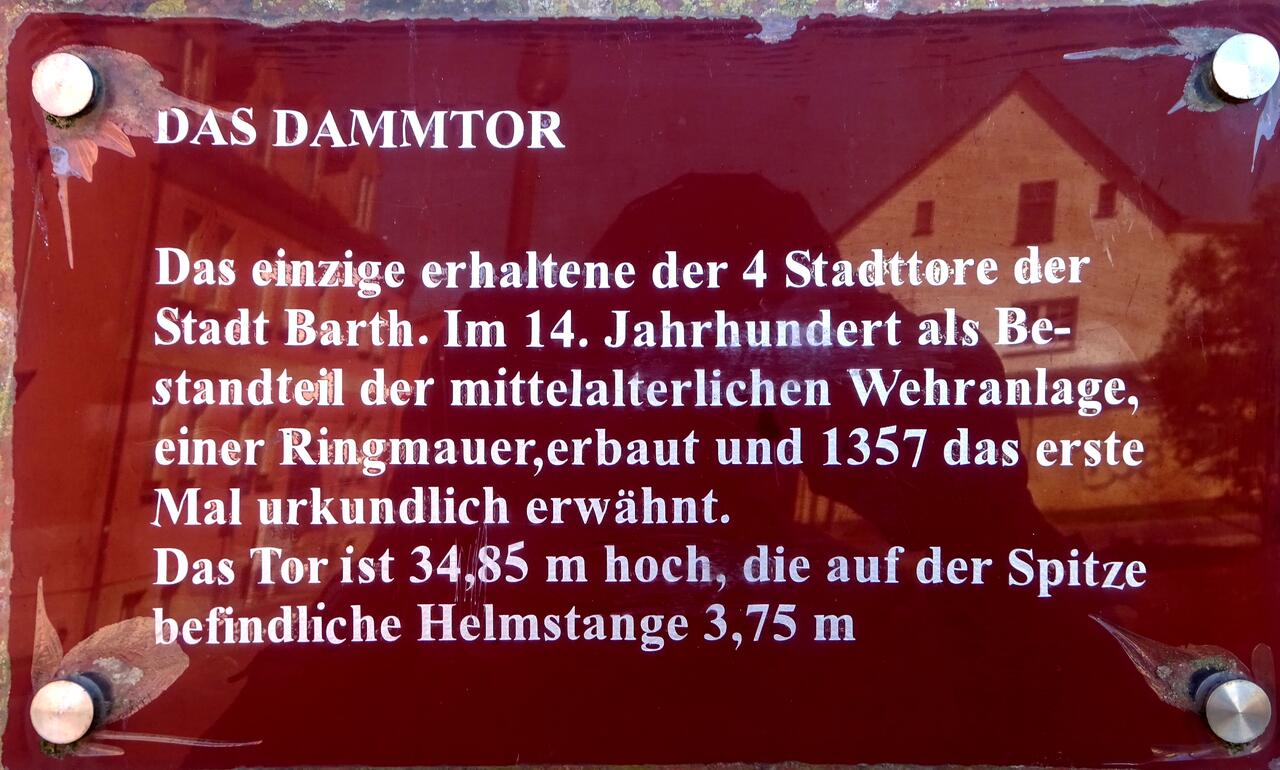 DAS DAMMTOR
Das einzige erhaltene der 4 Stadttore der
Stadt Barth. Im 14. Jahrhundert als Be-
standteil der mittelalterlichen Wehranlage,
einer Ringmauer,erbaut und 1357 das erste
Mal urkundlich erwähnt.
Das Tor ist 34,85 m hoch, die auf der Spitze
befindliche Helmstange 3,75 m